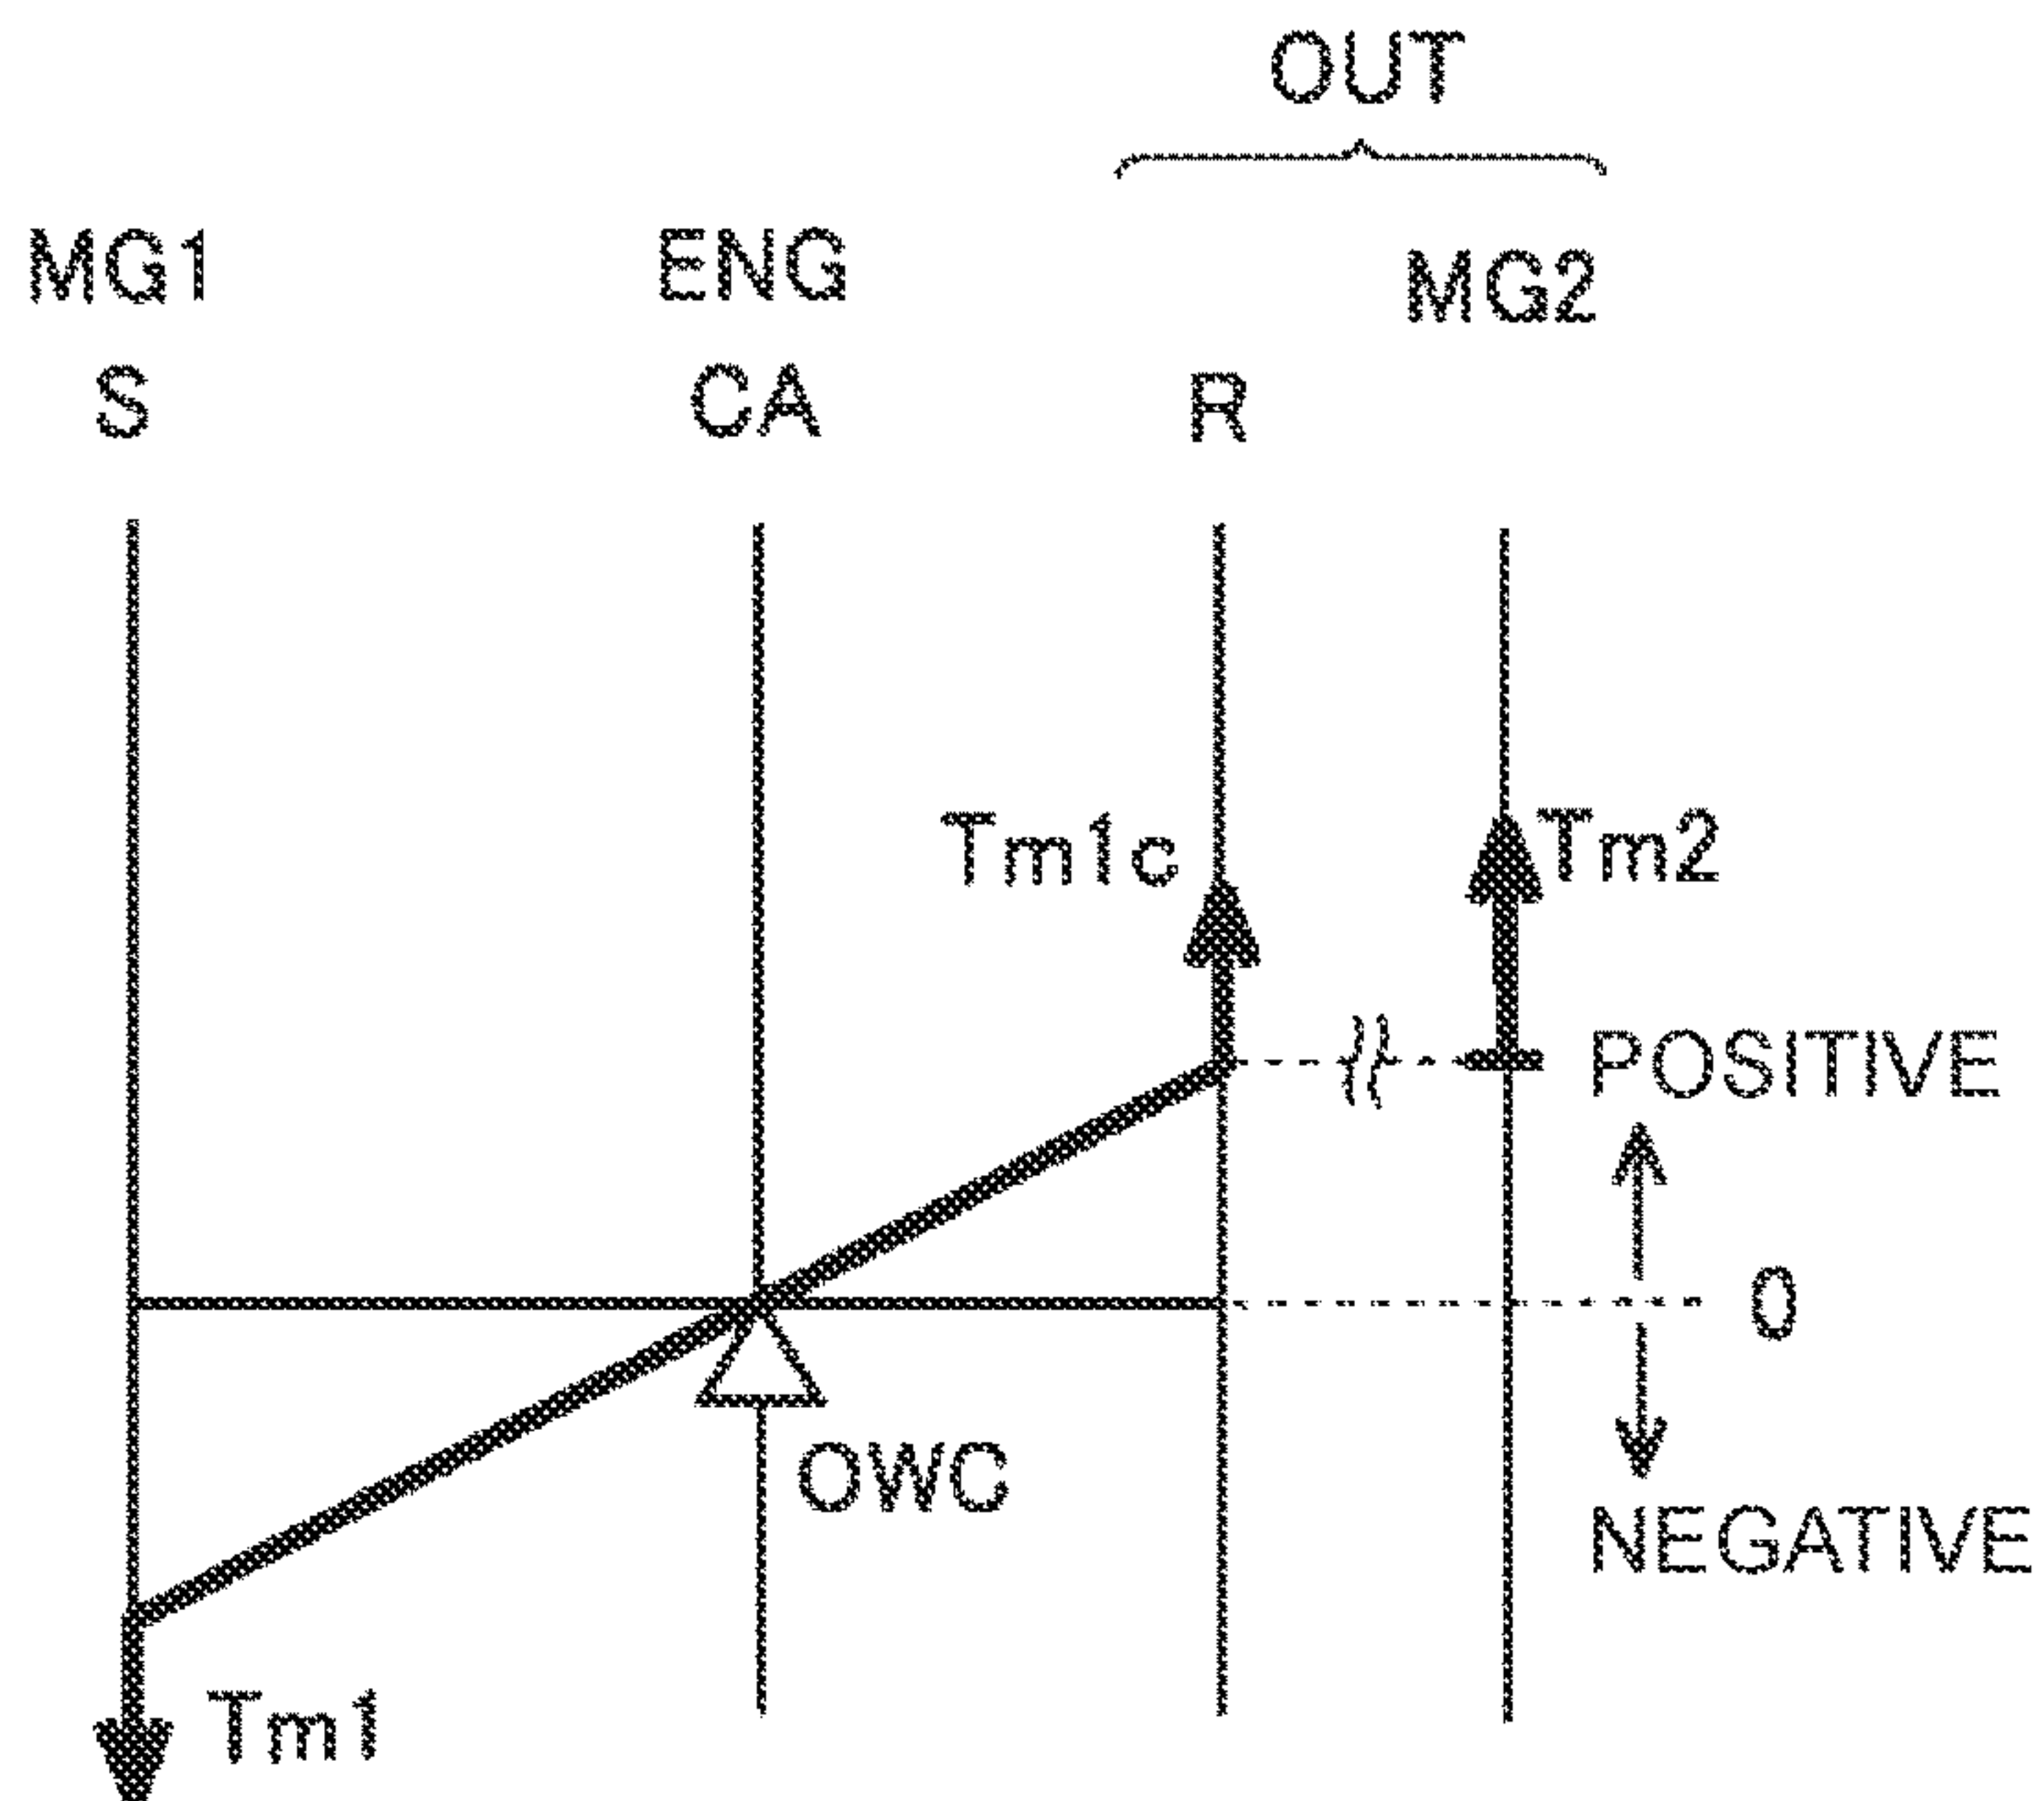 OUT
MG1 ENG MG2
S CA R
Tm1c Tm2
POSITIVE
0
OWC
NEGATIVE
Tm1